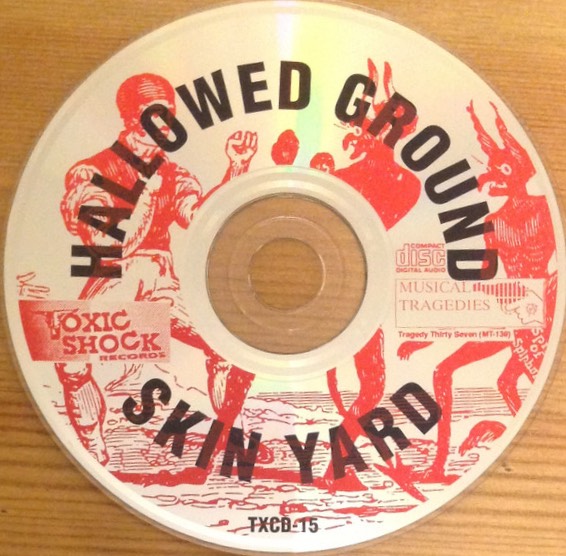 HALLOWED GROUND
COMPACT
disc
DIGITAL AUDIO
MUSICAL
TRAGEDIES
Tragedy Thirty Seven (MT-138)
TOXIC
SHOCK
RECORDS
SKIN YARD
TXCD-15